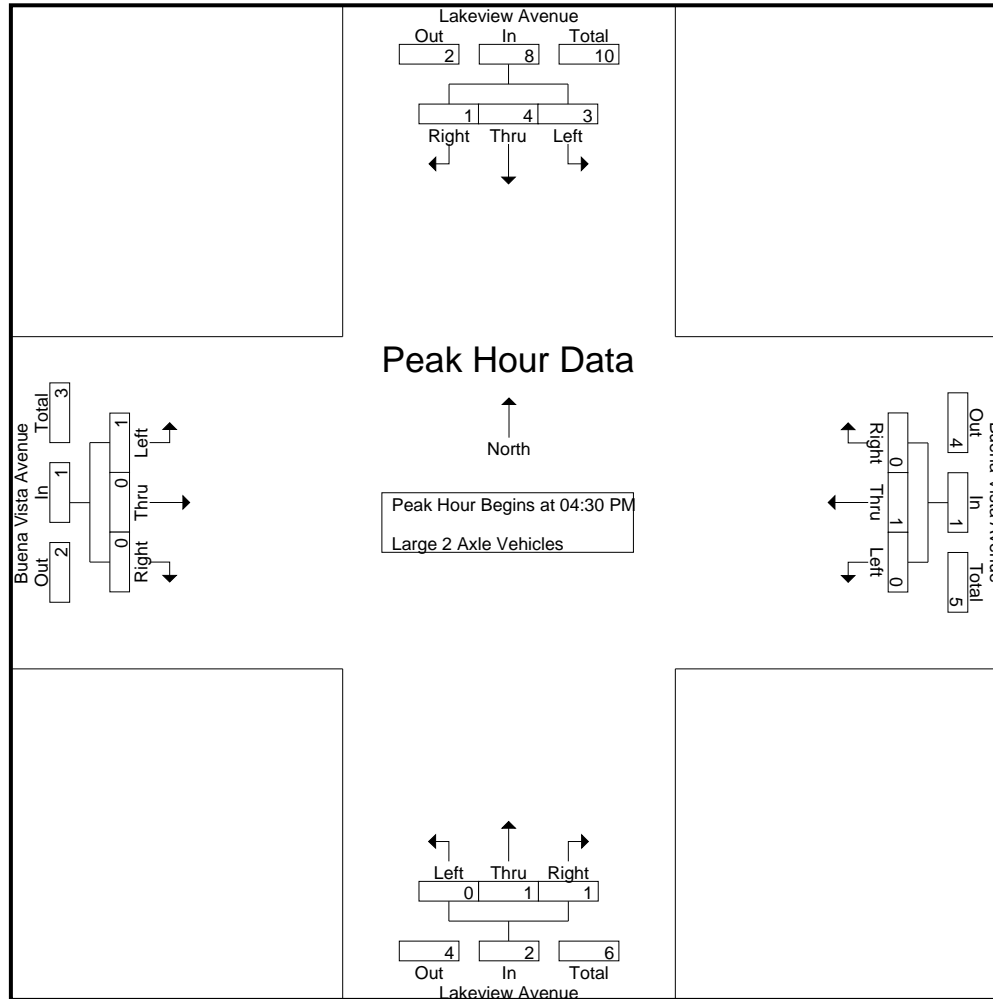 Lakeview Avenue
Out In Total
2 8 10
1 4 3
Right Thru Left
Peak Hour Data
North
Peak Hour Begins at 04:30 PM
Large 2 Axle Vehicles
Buena Vista Avenue
Out In Total
2 1 3
1 0 0
Left Thru Right
Right Thru Left
0 1 0
Out In Total
4 1 5
Left Thru Right
0 1 1
4 2 6
Out In Total
Lakeview Avenue